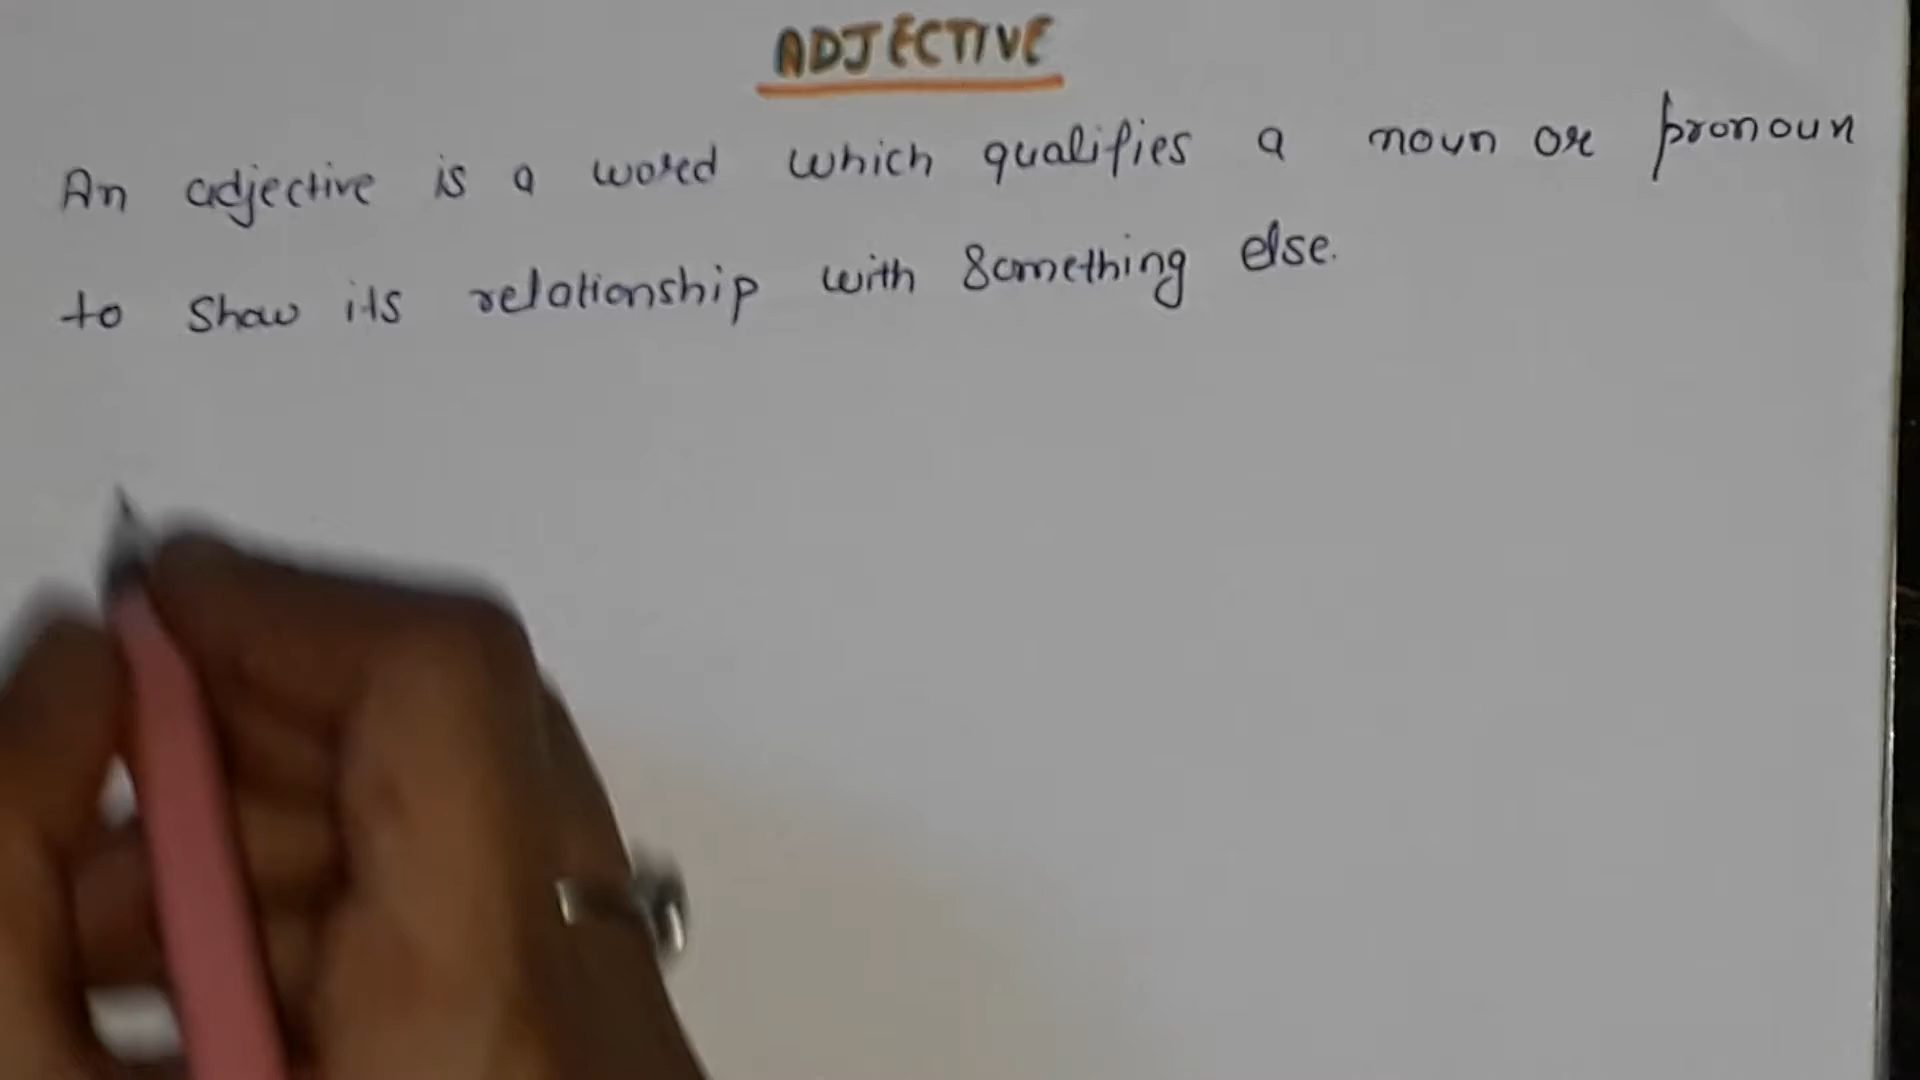 ADJECTIVE
An adjective is a word which qualifies a noun or pronoun
to show its relationship with something else.